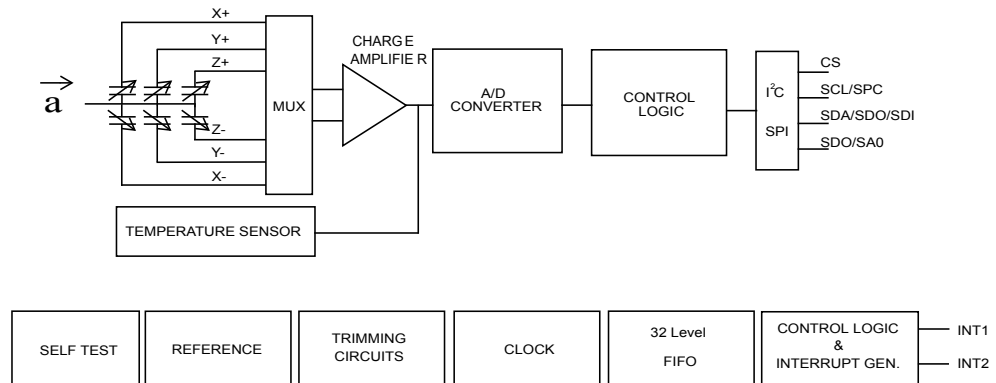 X+
Y+
Z+
a
Z-
Y-
X-
MUX
CHARGE
AMPLIFIER
A/D
CONVERTER
CONTROL
LOGIC
I²C
SPI
CS
SCL/SPC
SDA/SDO/SDI
SDO/SA0
TEMPERATURE SENSOR
SELF TEST
REFERENCE
TRIMMING
CIRCUITS
CLOCK
32 Level
FIFO
CONTROL LOGIC
&
INTERRUPT GEN.
INT1
INT2